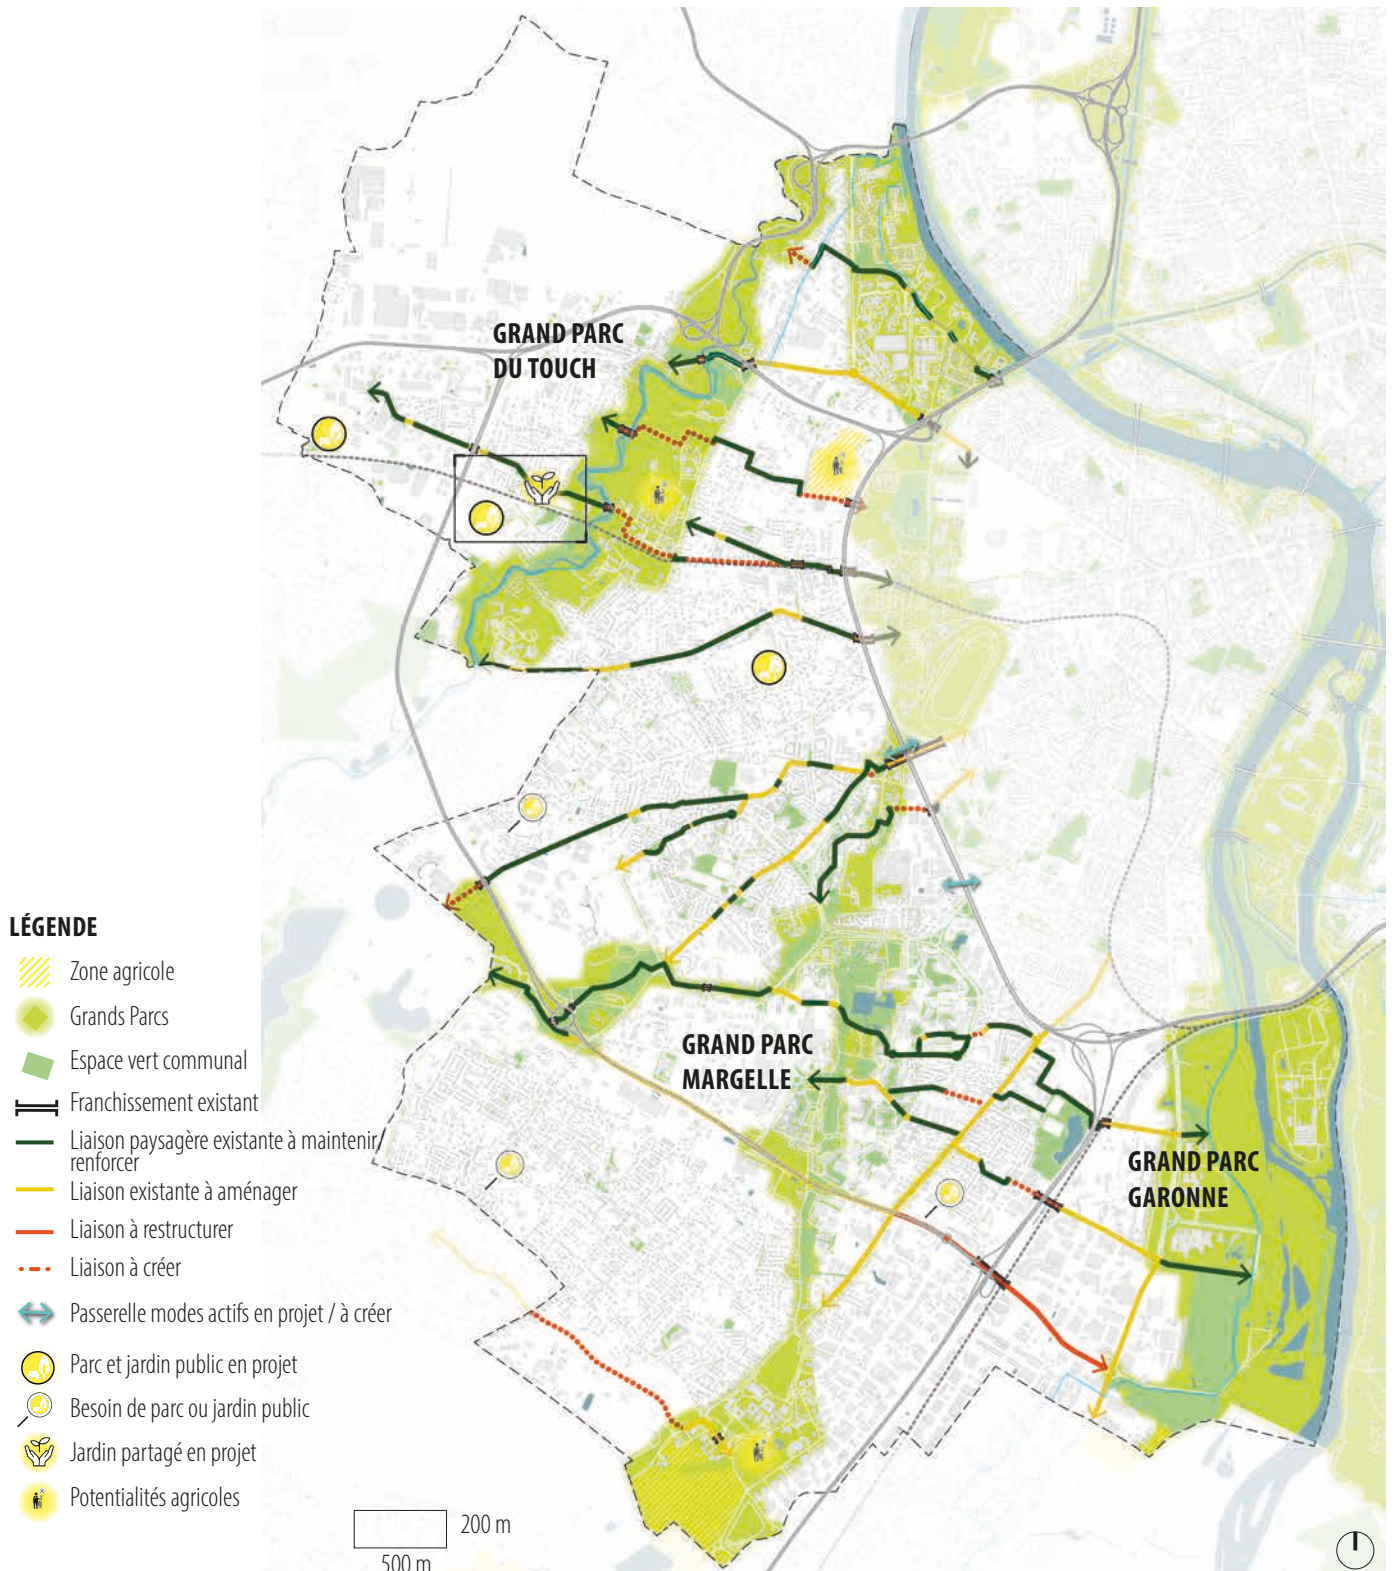 GRAND PARC
DU TOUCH
GRAND PARC
MARGELLE
GRAND PARC
GARONNE
LÉGENDE
Zone agricole
Grands Parcs
Espace vert communal
Franchissement existant
Liaison paysagère existante à maintenir/
renforcer
Liaison existante à aménager
Liaison à restructurer
Liaison à créer
Passerelle modes actifs en projet / à créer
Parc et jardin public en projet
Besoin de parc ou jardin public
Jardin partagé en projet
Potentialités agricoles
200 m
500 m